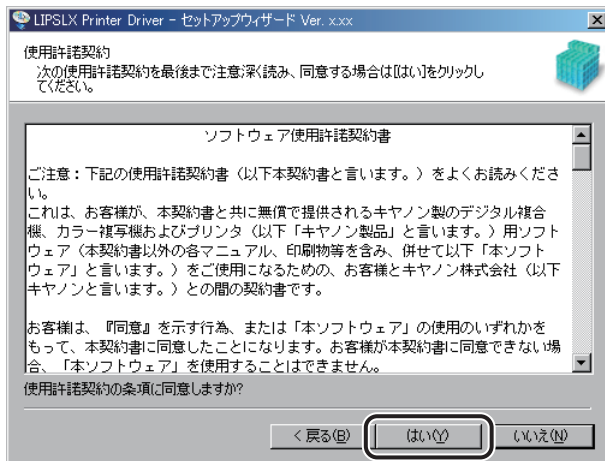 LIPSLX Printer Driver - セットアップウィザード Ver. x.xx
使用許諾契約
次の使用許諾契約を最後まで注意深く読み、同意する場合は[はい]をクリックし
てください。
ソフトウェア使用許諾契約書
ご注意：下記の使用許諾契約書（以下本契約書と言います。）をよくお読みくださ
い。
これは、お客様が、本契約書と共に無償で提供されるキヤノン製のデジタル複合
機、カラー複写機およびプリンタ（以下「キヤノン製品」と言います。）用ソフト
ウェア（本契約書以外の各マニュアル、印刷物等を含み、併せて以下「本ソフト
ウェア」と言います。）をご使用になるための、お客様とキヤノン株式会社（以下
キヤノンと言います。）との間の契約書です。
お客様は、『同意』を示す行為、または「本ソフトウェア」の使用のいずれかを
もって、本契約書に同意したことになります。お客様が本契約書に同意できない場
合、「本ソフトウェア」を使用することはできません。
使用許諾契約の条項に同意しますか?
< 戻る(B)
はい(Y)
いいえ(N)